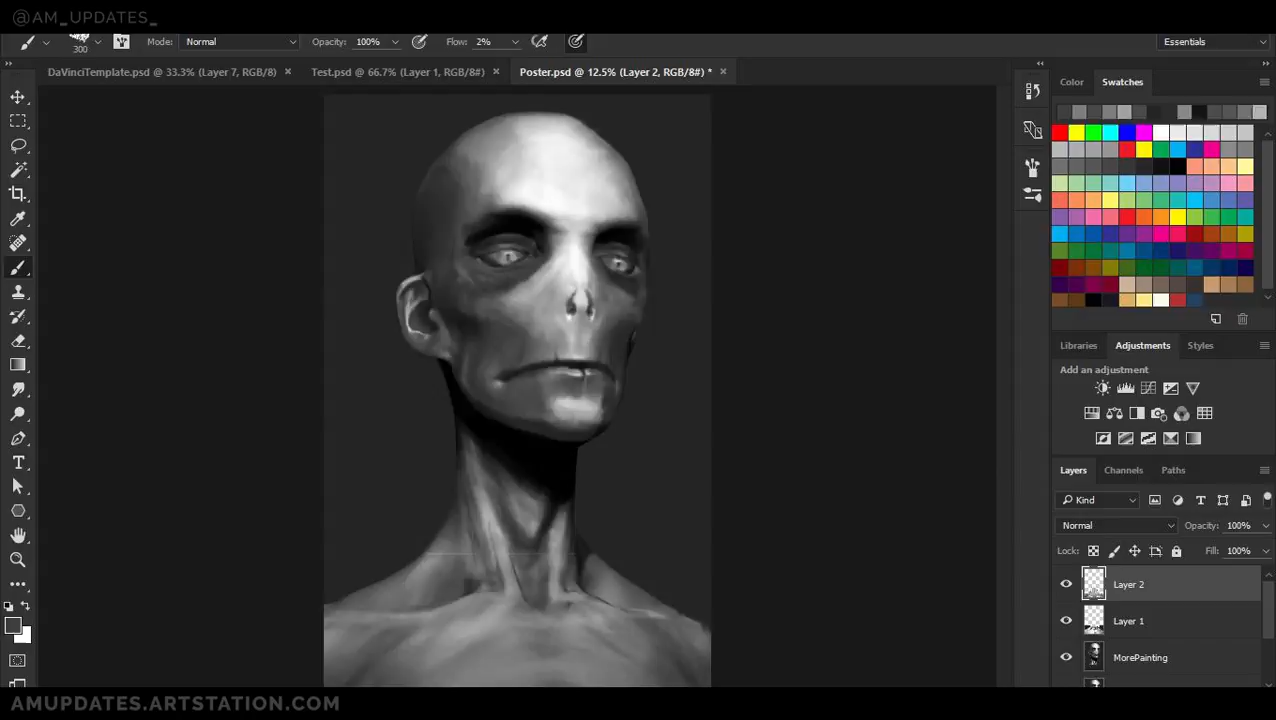 @AM_UPDATES_
300
Mode: Normal
Opacity: 100%
Flow: 2%
Essentials
DaVinciTemplate.psd @ 33.3% (Layer 7, RGB/8) ×
Test.psd @ 66.7% (Layer 1, RGB/8#) ×
Poster.psd @ 12.5% (Layer 2, RGB/8#) * ×
Color Swatches
Libraries Adjustments Styles
Add an adjustment
Layers Channels Paths
Kind
Normal Opacity: 100%
Lock: Fill: 100%
Layer 2
Layer 1
MorePainting
AMUPDATES.ARTSTATION.COM